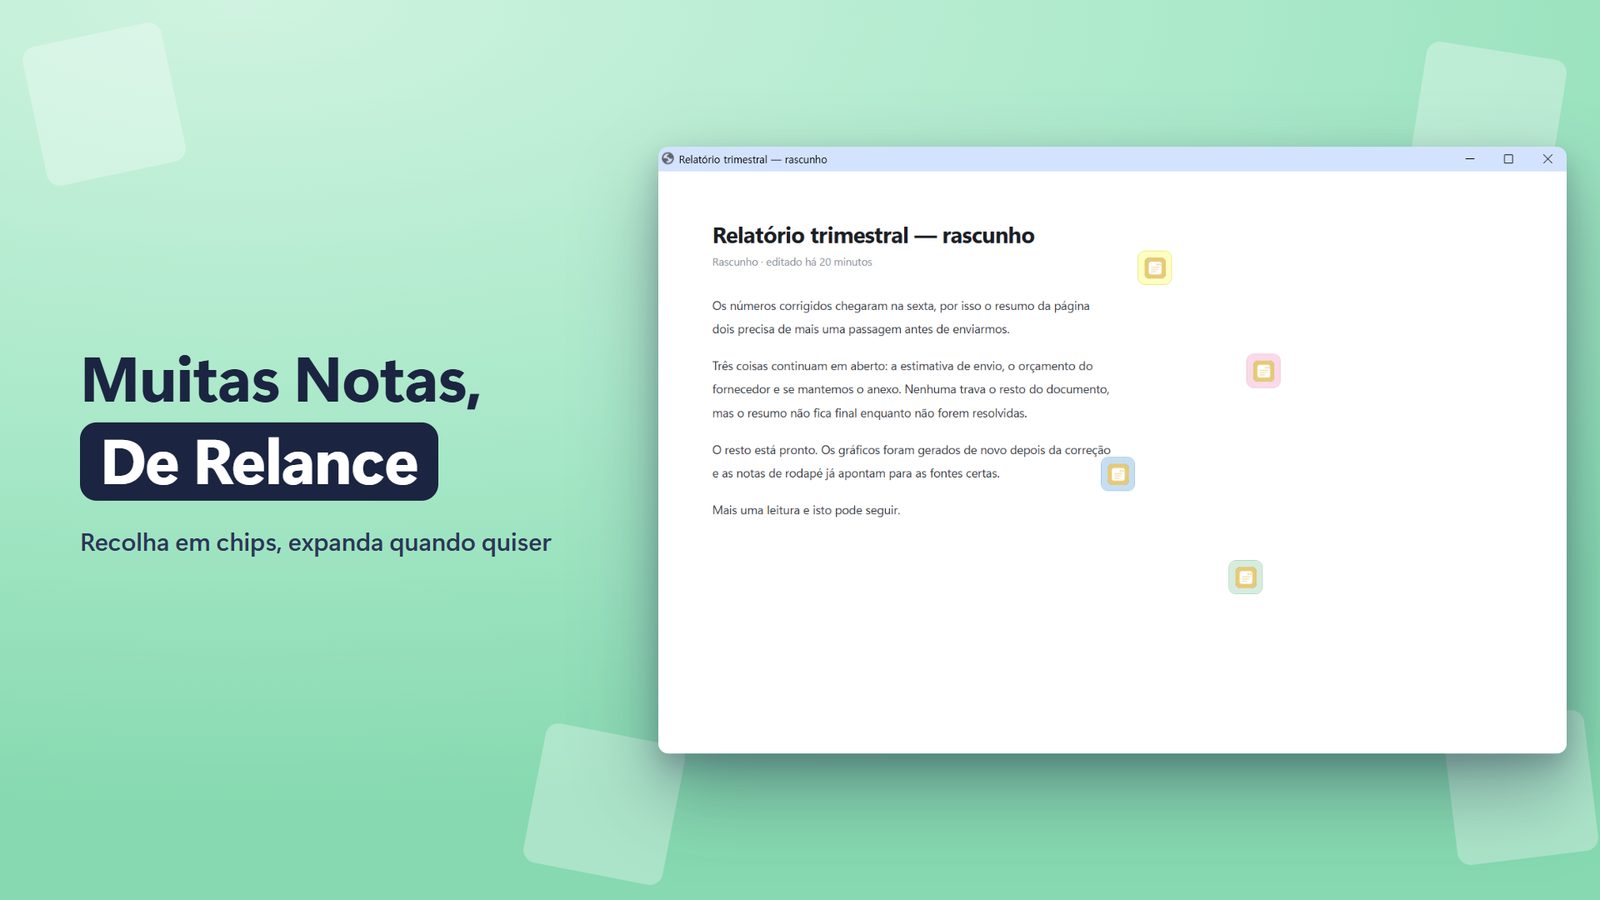 Muitas Notas,
De Relance
Recolha em chips, expanda quando quiser
Relatório trimestral — rascunho
Relatório trimestral — rascunho
Rascunho · editado há 20 minutos
Os números corrigidos chegaram na sexta, por isso o resumo da página
dois precisa de mais uma passagem antes de enviarmos.
Três coisas continuam em aberto: a estimativa de envio, o orçamento do
fornecedor e se mantemos o anexo. Nenhuma trava o resto do documento,
mas o resumo não fica final enquanto não forem resolvidas.
O resto está pronto. Os gráficos foram gerados de novo depois da correção
e as notas de rodapé já apontam para as fontes certas.
Mais uma leitura e isto pode seguir.